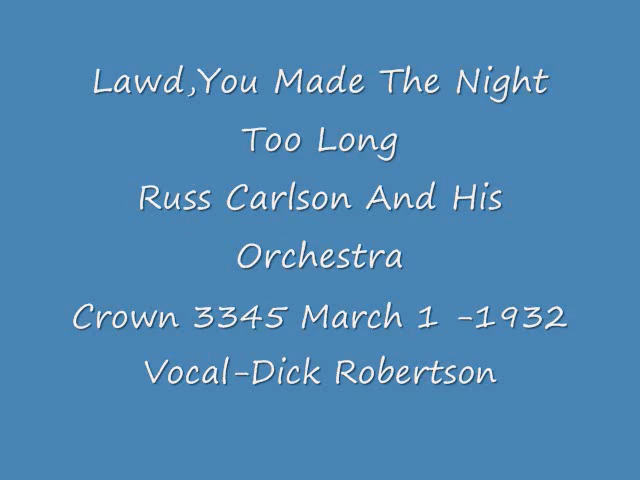 Lawd,You Made The Night
Too Long
Russ Carlson And His
Orchestra
Crown 3345 March 1 -1932
Vocal-Dick Robertson